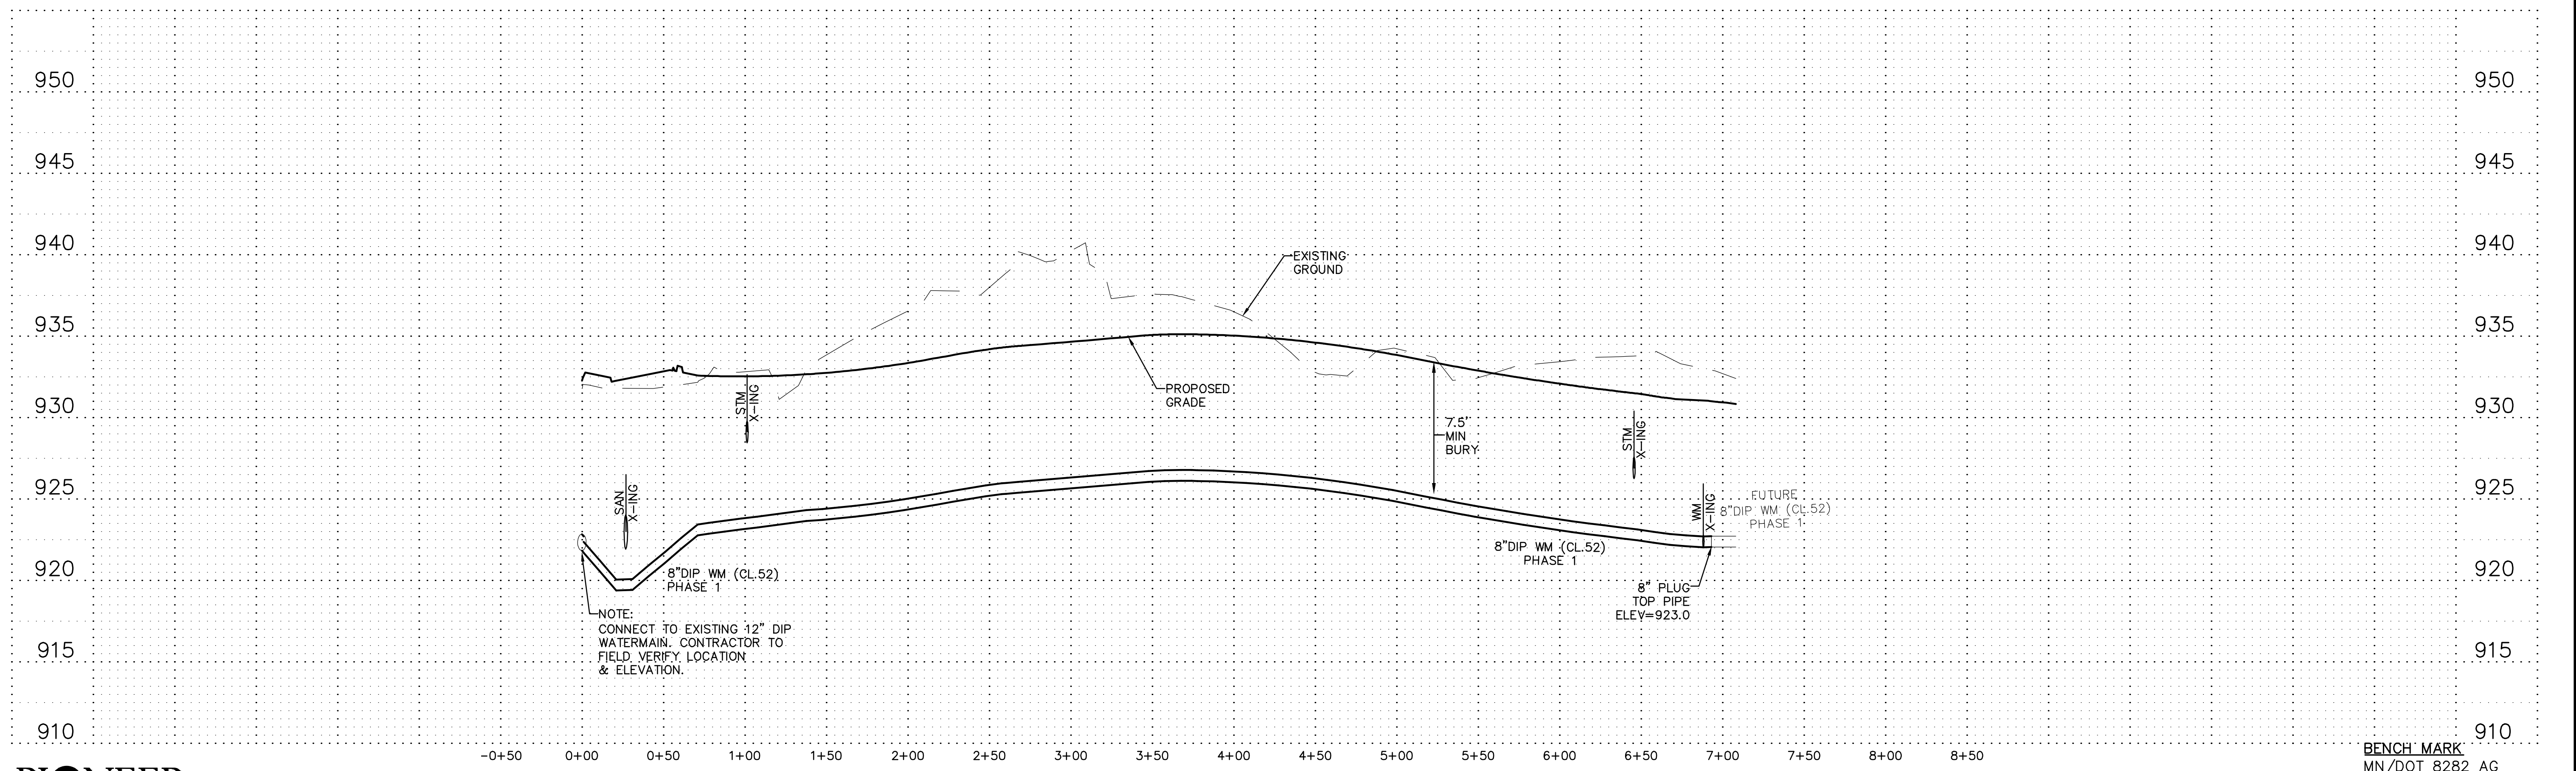 950
950
945
945
940
940
EXISTING
GROUND
935
935
PROPOSED
GRADE
930
930
STM
X-ING
7.5'
MIN
BURY
STM
X-ING
925
925
SAN
X-ING
WM
X-ING
FUTURE
8"DIP WM (CL.52)
PHASE 1
8"DIP WM (CL.52)
PHASE 1
920
920
8"DIP WM (CL.52)
PHASE 1
8" PLUG
TOP PIPE
ELEV=923.0
NOTE:
CONNECT TO EXISTING 12" DIP
WATERMAIN. CONTRACTOR TO
FIELD VERIFY LOCATION
& ELEVATION.
915
915
910
910
-0+50 0+00 0+50 1+00 1+50 2+00 2+50 3+00 3+50 4+00 4+50 5+00 5+50 6+00 6+50 7+00 7+50 8+00 8+50
BENCH MARK
MN/DOT 8282 AG
PIONEER